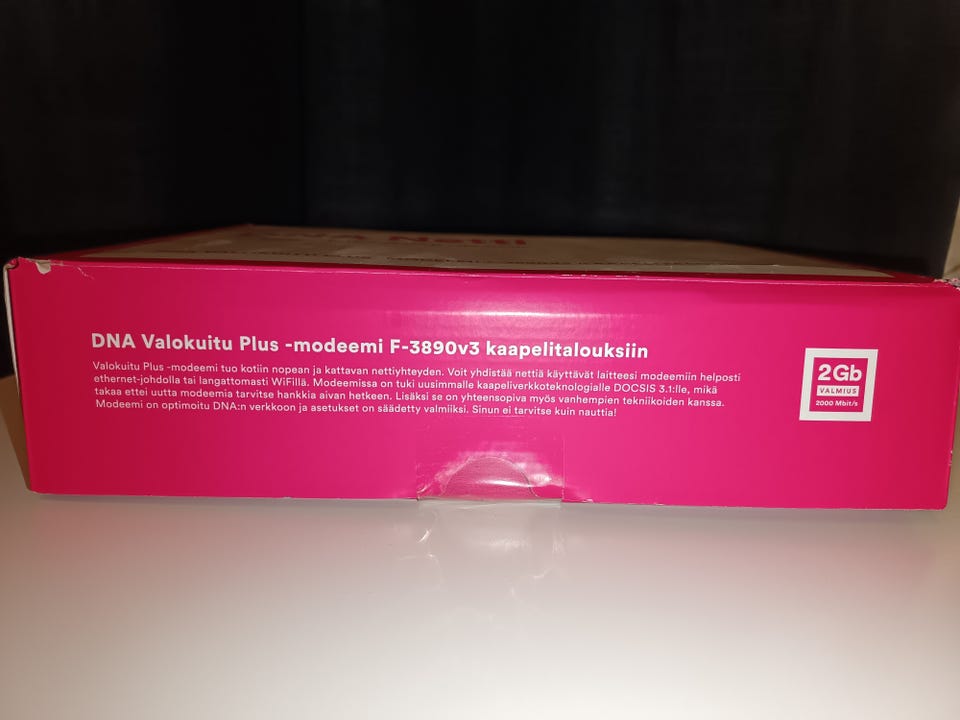 DNA Netti
DNA Valokuitu Plus -modeemi F-3890v3 kaapelitalouksiin
Valokuitu Plus -modeemi tuo kotiin nopean ja kattavan nettiyhteyden. Voit yhdistää nettiä käyttävät laitteesi modeemiin helposti
ethernet-johdolla tai langattomasti WiFillä. Modeemissa on tuki uusimmalle kaapeliverkkoteknologialle DOCSIS 3.1:lle, mikä
takaa ettei uutta modeemia tarvitse hankkia aivan hetkeen. Lisäksi se on yhteensopiva myös vanhempien tekniikoiden kanssa.
Modeemi on optimoitu DNA:n verkkoon ja asetukset on säädetty valmiiksi. Sinun ei tarvitse kuin nauttia!
2Gb
VALMIUS
2000 Mbit/s